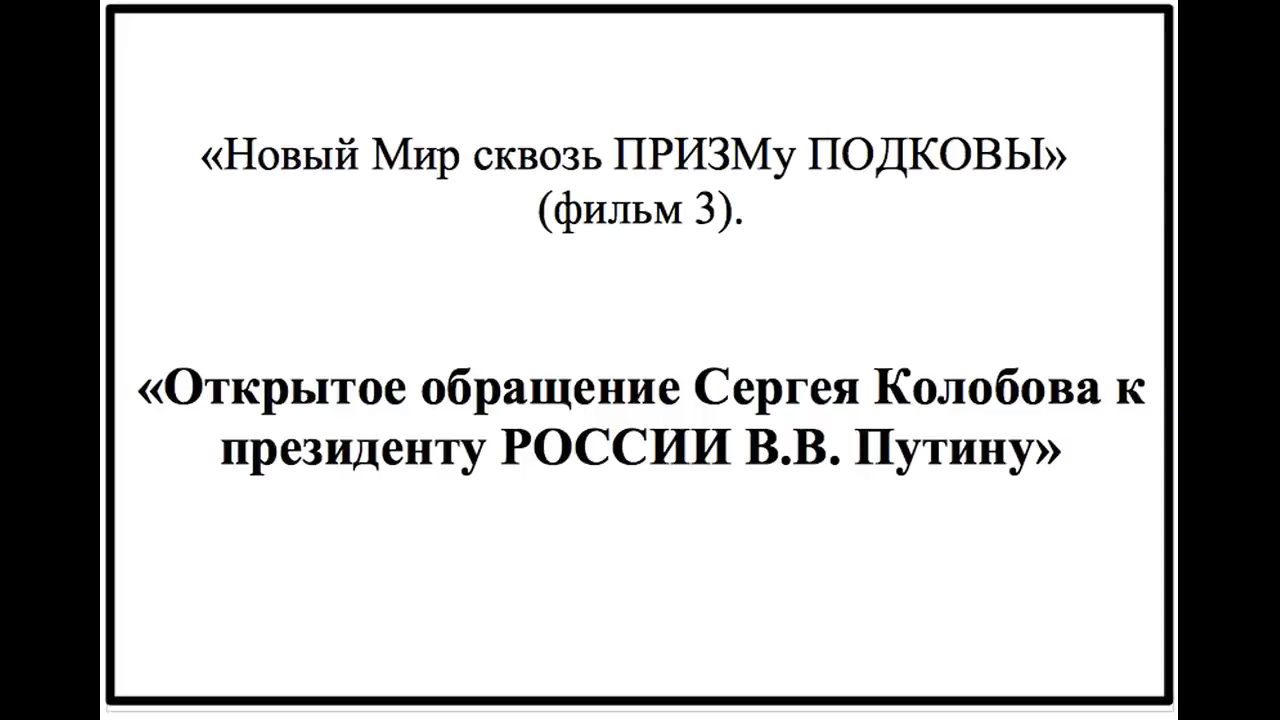 «Новый Мир сквозь ПРИЗМу ПОДКОВЫ»
(фильм 3).
«Открытое обращение Сергея Колобова к
президенту РОССИИ В.В. Путину»